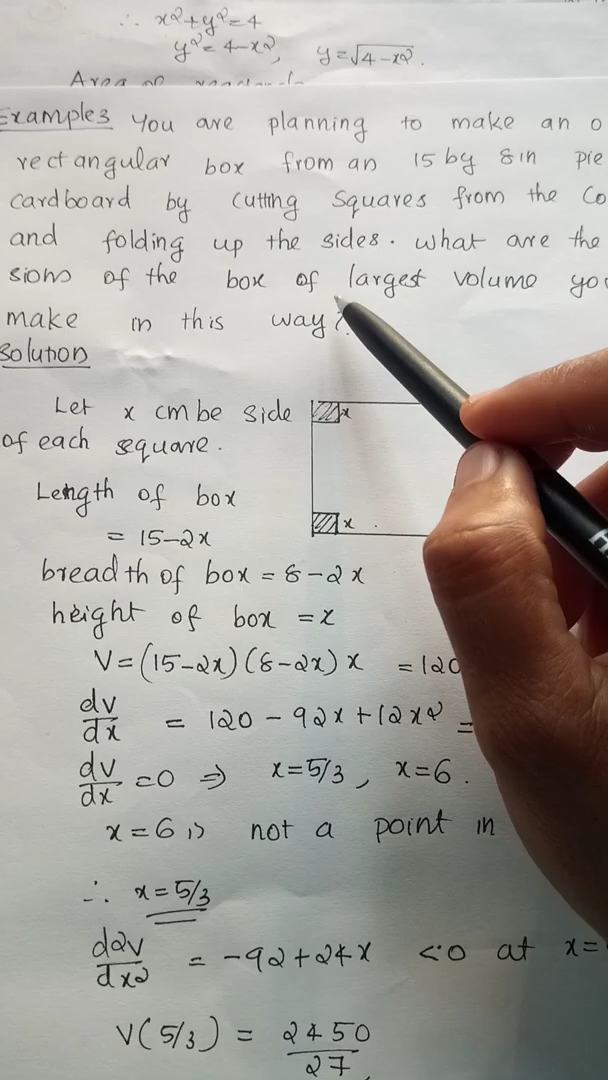 ∴ x²+y²=4
y²= 4-x², y=√4-x².
Example3 You are planning to make an o
rectangular box from an 15 by 8in pie
cardboard by cutting squares from the co
and folding up the sides. what are the
sions of the box of largest volume you
make in this way?
Solution
Let x cm be side
of each square.
x
Length of box
= 15-2x
x
breadth of box = 8-2x
height of box = x
V=(15-2x)(8-2x)x =120
dv/dx = 120-92x+12x² =
dv/dx =0 ⇒ x=5/3, x=6.
x=6 is not a point in
∴ x=5/3
d2v/dx2 = -92+24x <0 at x=
V(5/3) = 2450/27